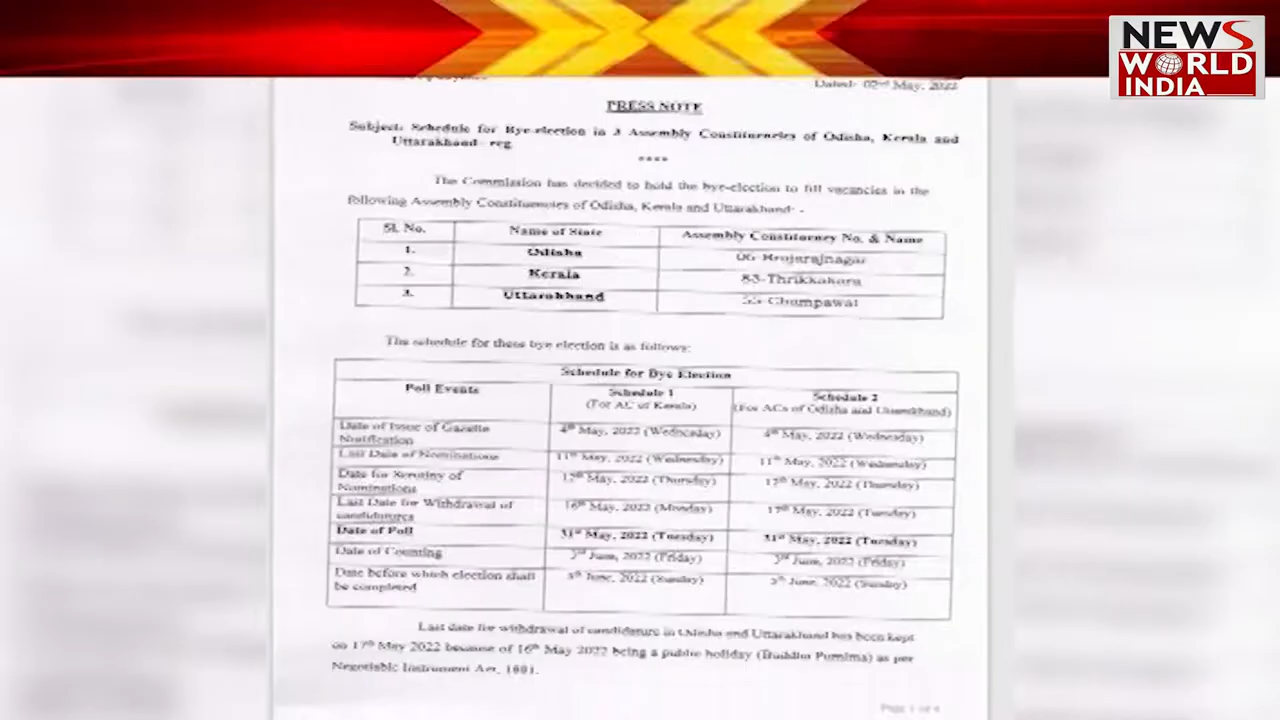 NEWS
WORLD
INDIA
Dated: 02nd May, 2022
PRESS NOTE
Subject: Schedule for Bye-election in 3 Assembly Constituencies of Odisha, Kerala and
Uttarakhand- reg.
****
The Commission has decided to hold the bye-election to fill vacancies in the
following Assembly Constituencies of Odisha, Kerala and Uttarakhand: -
Sl. No. Name of State Assembly Constituency No. & Name
1. Odisha 06-Brajarajnagar
2. Kerala 83-Thrikkakara
3. Uttarakhand 55-Champawat
The schedule for these bye election is as follows:
Schedule for Bye Election
Poll Events Schedule 1 Schedule 2
(For AC of Kerala) (For ACs of Odisha and Uttarakhand)
Date of Issue of Gazette
Notification 4th May, 2022 (Wednesday) 4th May, 2022 (Wednesday)
Last Date of Nominations 11th May, 2022 (Wednesday) 11th May, 2022 (Wednesday)
Date for Scrutiny of
Nominations 12th May, 2022 (Thursday) 12th May, 2022 (Thursday)
Last Date for Withdrawal of
candidatures 16th May, 2022 (Monday) 17th May, 2022 (Tuesday)
Date of Poll 31st May, 2022 (Tuesday) 31st May, 2022 (Tuesday)
Date of Counting 3rd June, 2022 (Friday) 3rd June, 2022 (Friday)
Date before which election shall
be completed 5th June, 2022 (Sunday) 5th June, 2022 (Sunday)
Last date for withdrawal of candidature in Odisha and Uttarakhand has been kept
on 17th May 2022 because of 16th May 2022 being a public holiday (Buddha Purnima) as per
Negotiable Instrument Act, 1881.
Page 1 of 4